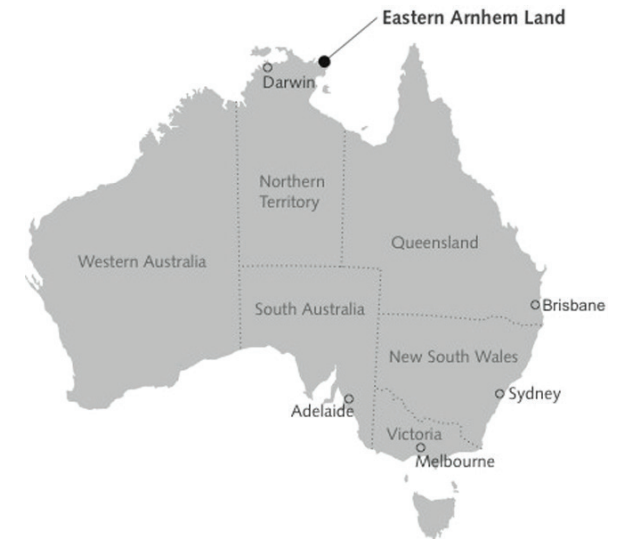 Eastern Arnhem Land
Darwin
Northern
Territory
Queensland
Western Australia
South Australia
Brisbane
New South Wales
Sydney
Adelaide
Victoria
Melbourne